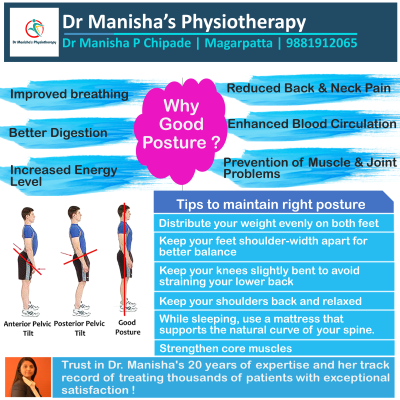 Dr Manisha's Physiotherapy
Dr Manisha's Physiotherapy
Dr Manisha P Chipade | Magarpatta | 9881912065
Improved breathing
Better Digestion
Increased Energy
Level
Why
Good
Posture ?
Reduced Back & Neck Pain
Enhanced Blood Circulation
Prevention of Muscle & Joint
Problems
Tips to maintain right posture
Distribute your weight evenly on both feet
Keep your feet shoulder-width apart for
better balance
Keep your knees slightly bent to avoid
straining your lower back
Keep your shoulders back and relaxed
While sleeping, use a mattress that
supports the natural curve of your spine.
Strengthen core muscles
Anterior Pelvic
Tilt
Posterior Pelvic
Tilt
Good
Posture
Trust in Dr. Manisha's 20 years of expertise and her track
record of treating thousands of patients with exceptional
satisfaction !